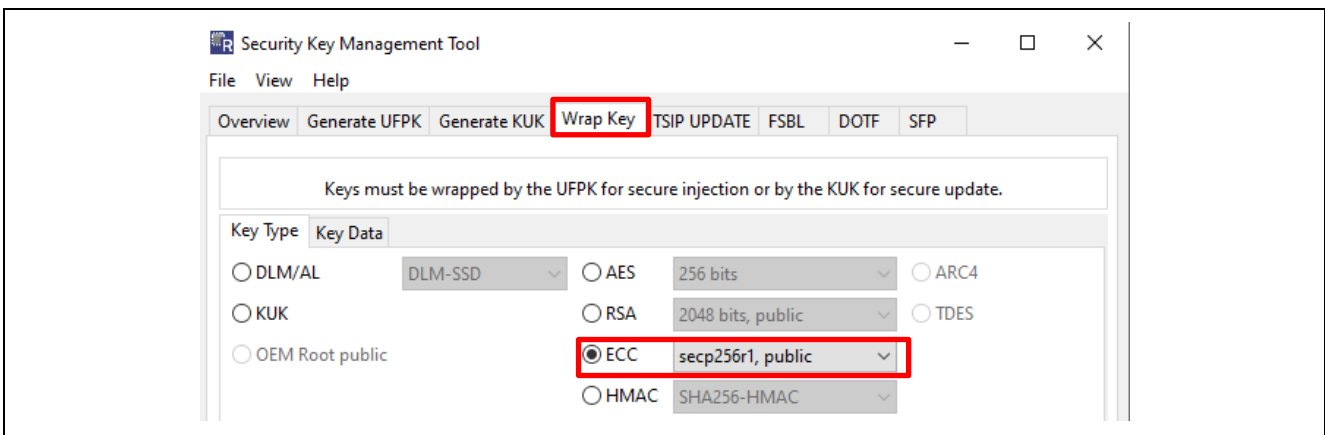 Security Key Management Tool
File View Help
Overview Generate UFPK Generate KUK Wrap Key TSIP UPDATE FSBL DOTF SFP
Keys must be wrapped by the UFPK for secure injection or by the KUK for secure update.
Key Type Key Data
DLM/AL DLM-SSD AES 256 bits ARC4
KUK RSA 2048 bits, public TDES
OEM Root public ECC secp256r1, public
HMAC SHA256-HMAC